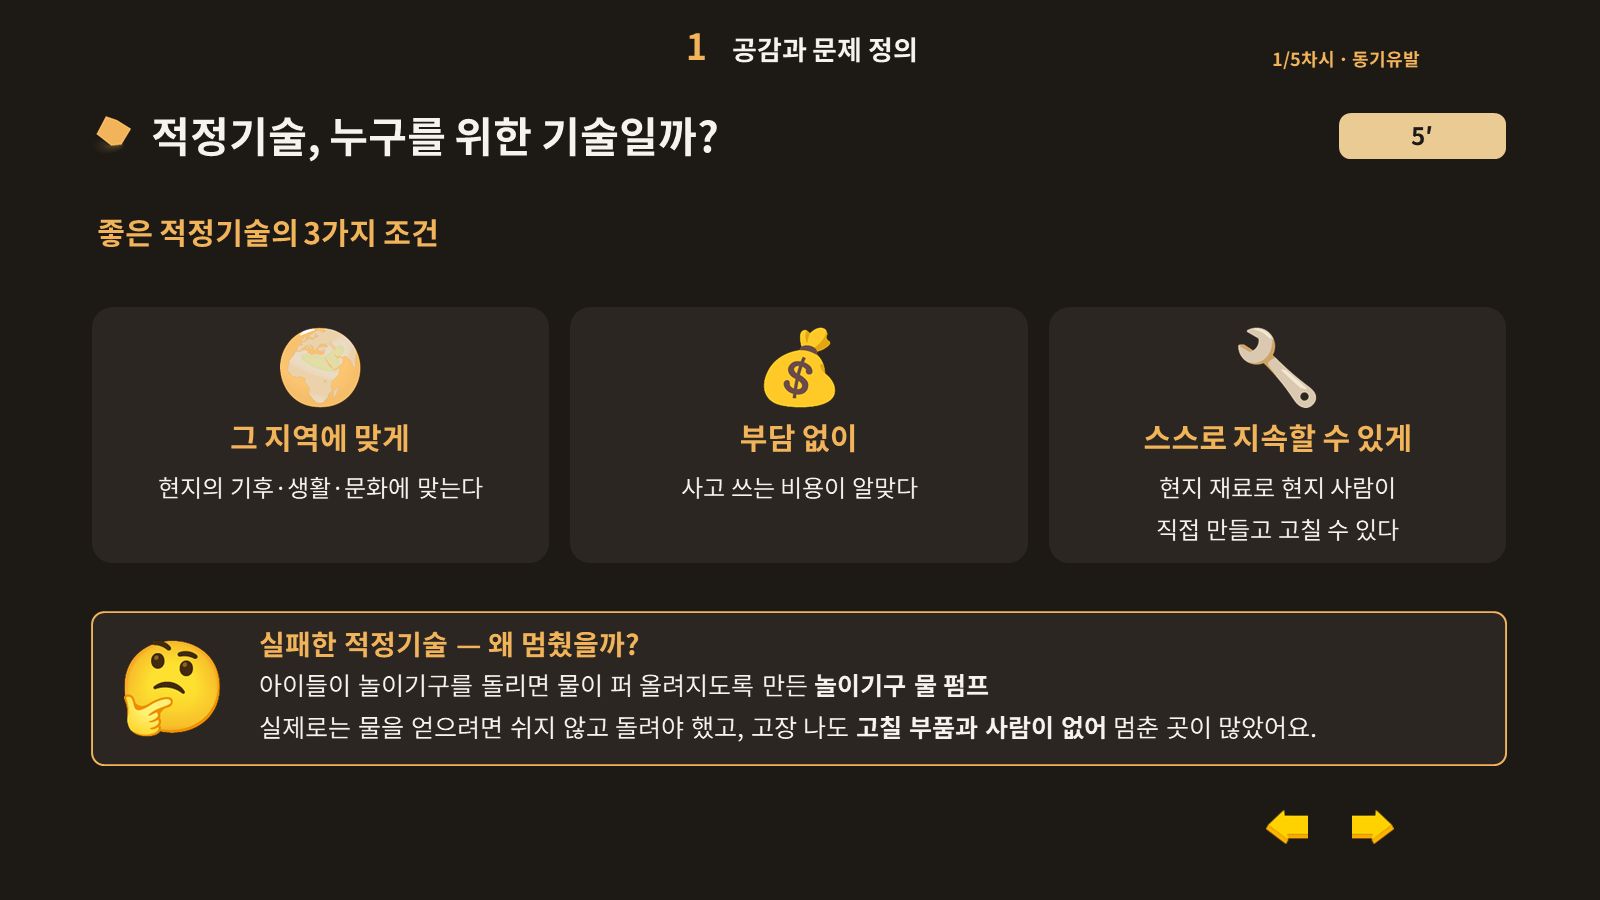 1 공감과 문제 정의
1/5차시 · 동기유발
적정기술, 누구를 위한 기술일까?
5′
좋은 적정기술의 3가지 조건
그 지역에 맞게
현지의 기후·생활·문화에 맞는다
부담 없이
사고 쓰는 비용이 알맞다
스스로 지속할 수 있게
현지 재료로 현지 사람이
직접 만들고 고칠 수 있다
실패한 적정기술 — 왜 멈췄을까?
아이들이 놀이기구를 돌리면 물이 퍼 올려지도록 만든 놀이기구 물 펌프
실제로는 물을 얻으려면 쉬지 않고 돌려야 했고, 고장 나도 고칠 부품과 사람이 없어 멈춘 곳이 많았어요.